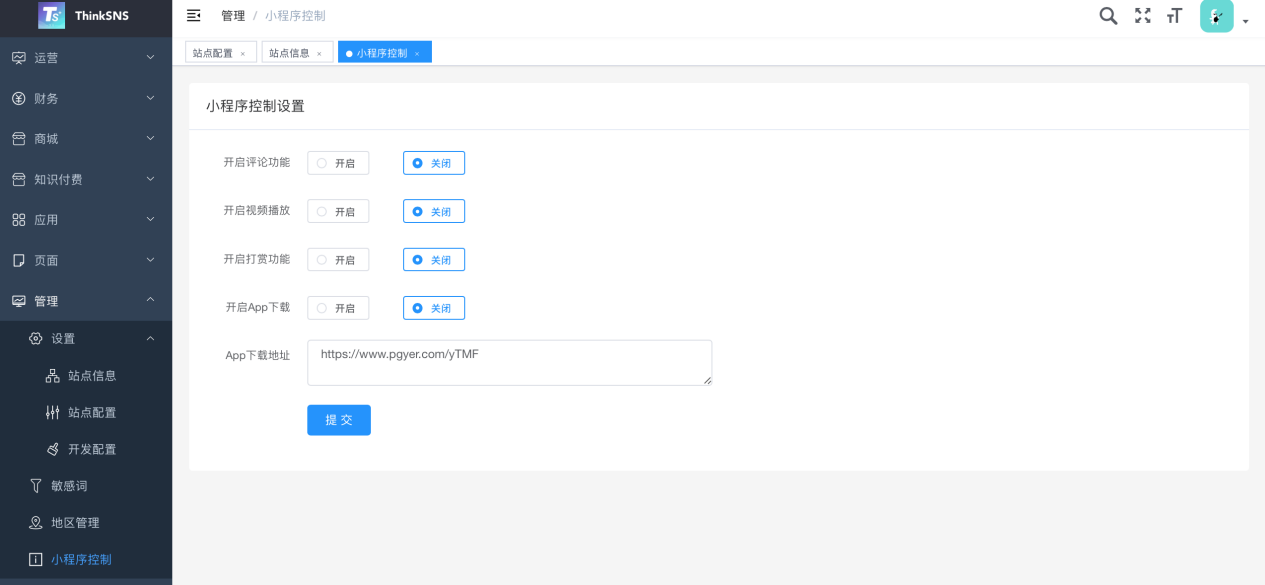 ThinkSNS
管理 / 小程序控制
站点配置 × 站点信息 × 小程序控制 ×
运营
财务
商城
知识付费
应用
页面
管理
设置
站点信息
站点配置
开发配置
敏感词
地区管理
小程序控制
小程序控制设置
开启评论功能 开启 关闭
开启视频播放 开启 关闭
开启打赏功能 开启 关闭
开启App下载 开启 关闭
App下载地址 https://www.pgyer.com/yTMF
提 交